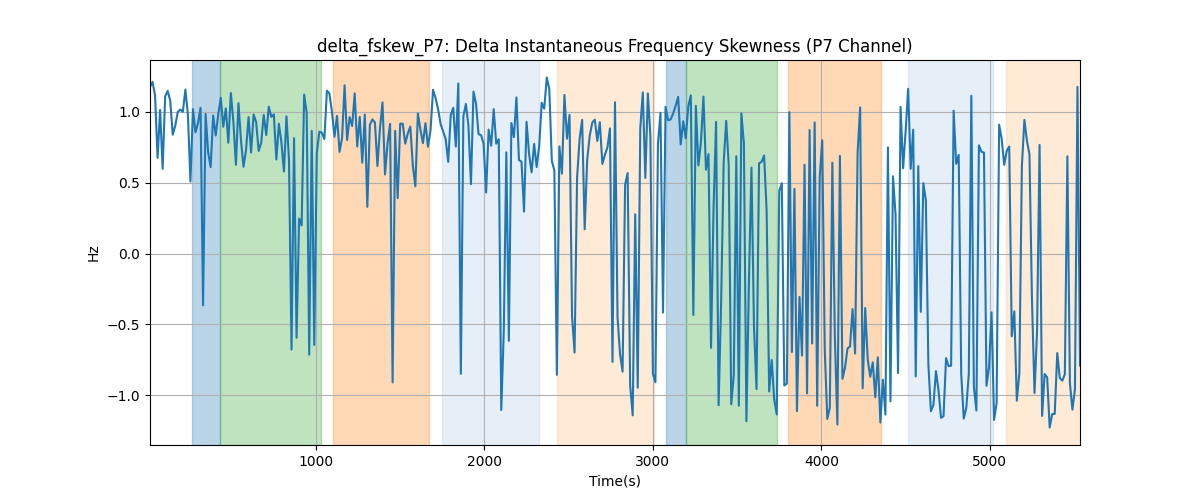 delta_fskew_P7: Delta Instantaneous Frequency Skewness (P7 Channel)
Hz
1.0
0.5
0.0
−0.5
−1.0
1000 2000 3000 4000 5000
Time(s)